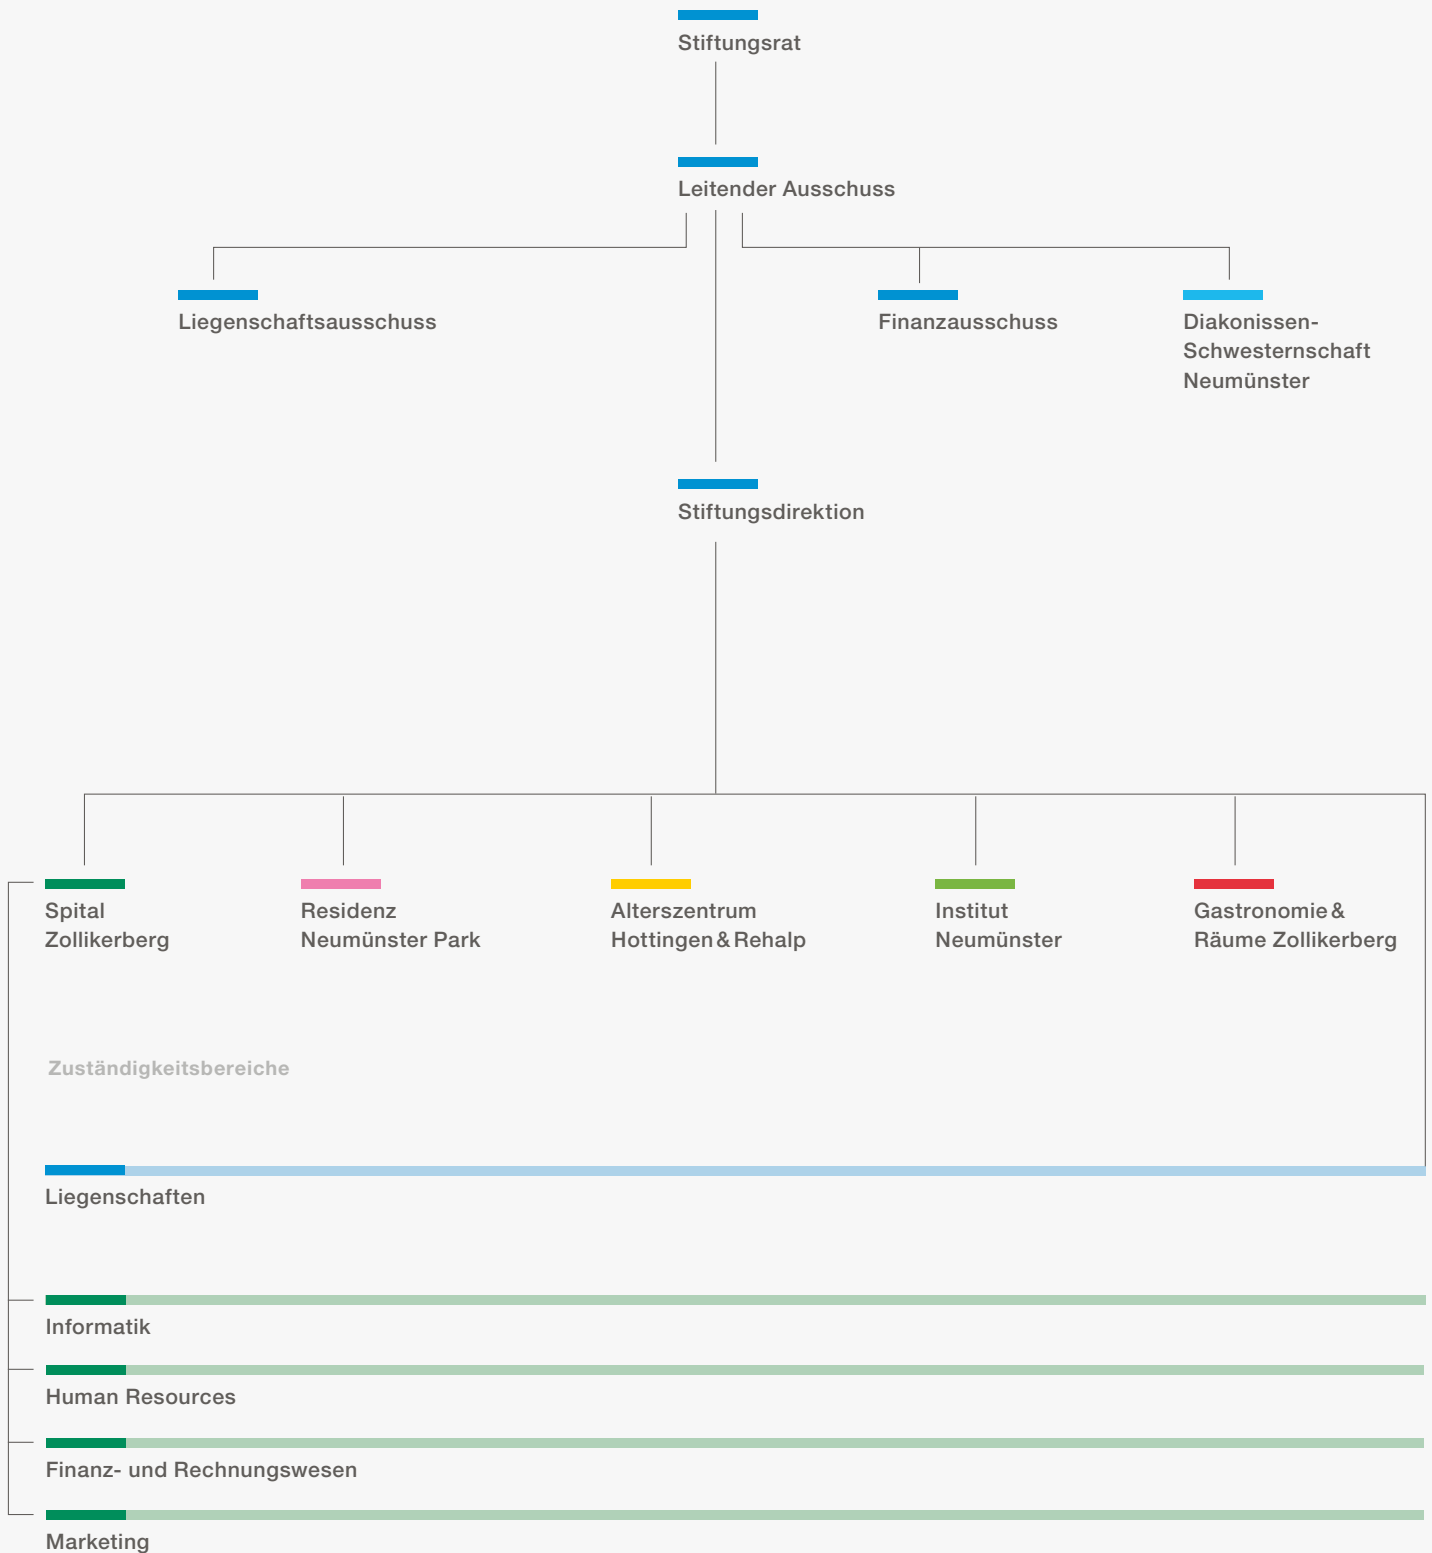 Stiftungsrat
Leitender Ausschuss
Liegenschaftsausschuss
Finanzausschuss
Diakonissen-
Schwesternschaft
Neumünster
Stiftungsdirektion
Spital
Zollikerberg
Residenz
Neumünster Park
Alterszentrum
Hottingen & Rehalp
Institut
Neumünster
Gastronomie &
Räume Zollikerberg
Zuständigkeitsbereiche
Liegenschaften
Informatik
Human Resources
Finanz- und Rechnungswesen
Marketing